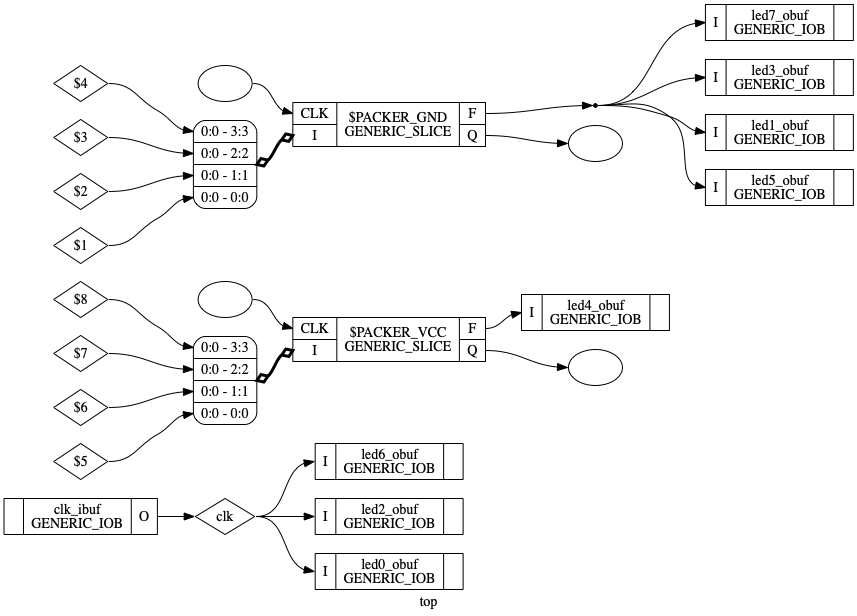 led7_obuf
I
GENERIC_IOB
$4
led3_obuf
I
GENERIC_IOB
CLK $PACKER_GND F
I GENERIC_SLICE Q
0:0 - 3:3
$3
led1_obuf
I
GENERIC_IOB
0:0 - 2:2
0:0 - 1:1
$2
led5_obuf
I
GENERIC_IOB
0:0 - 0:0
$1
$8
led4_obuf
I
GENERIC_IOB
CLK $PACKER_VCC F
I GENERIC_SLICE Q
0:0 - 3:3
$7
0:0 - 2:2
0:0 - 1:1
$6
0:0 - 0:0
$5
led6_obuf
I
GENERIC_IOB
clk_ibuf
GENERIC_IOB
O
clk
led2_obuf
I
GENERIC_IOB
led0_obuf
I
GENERIC_IOB
top